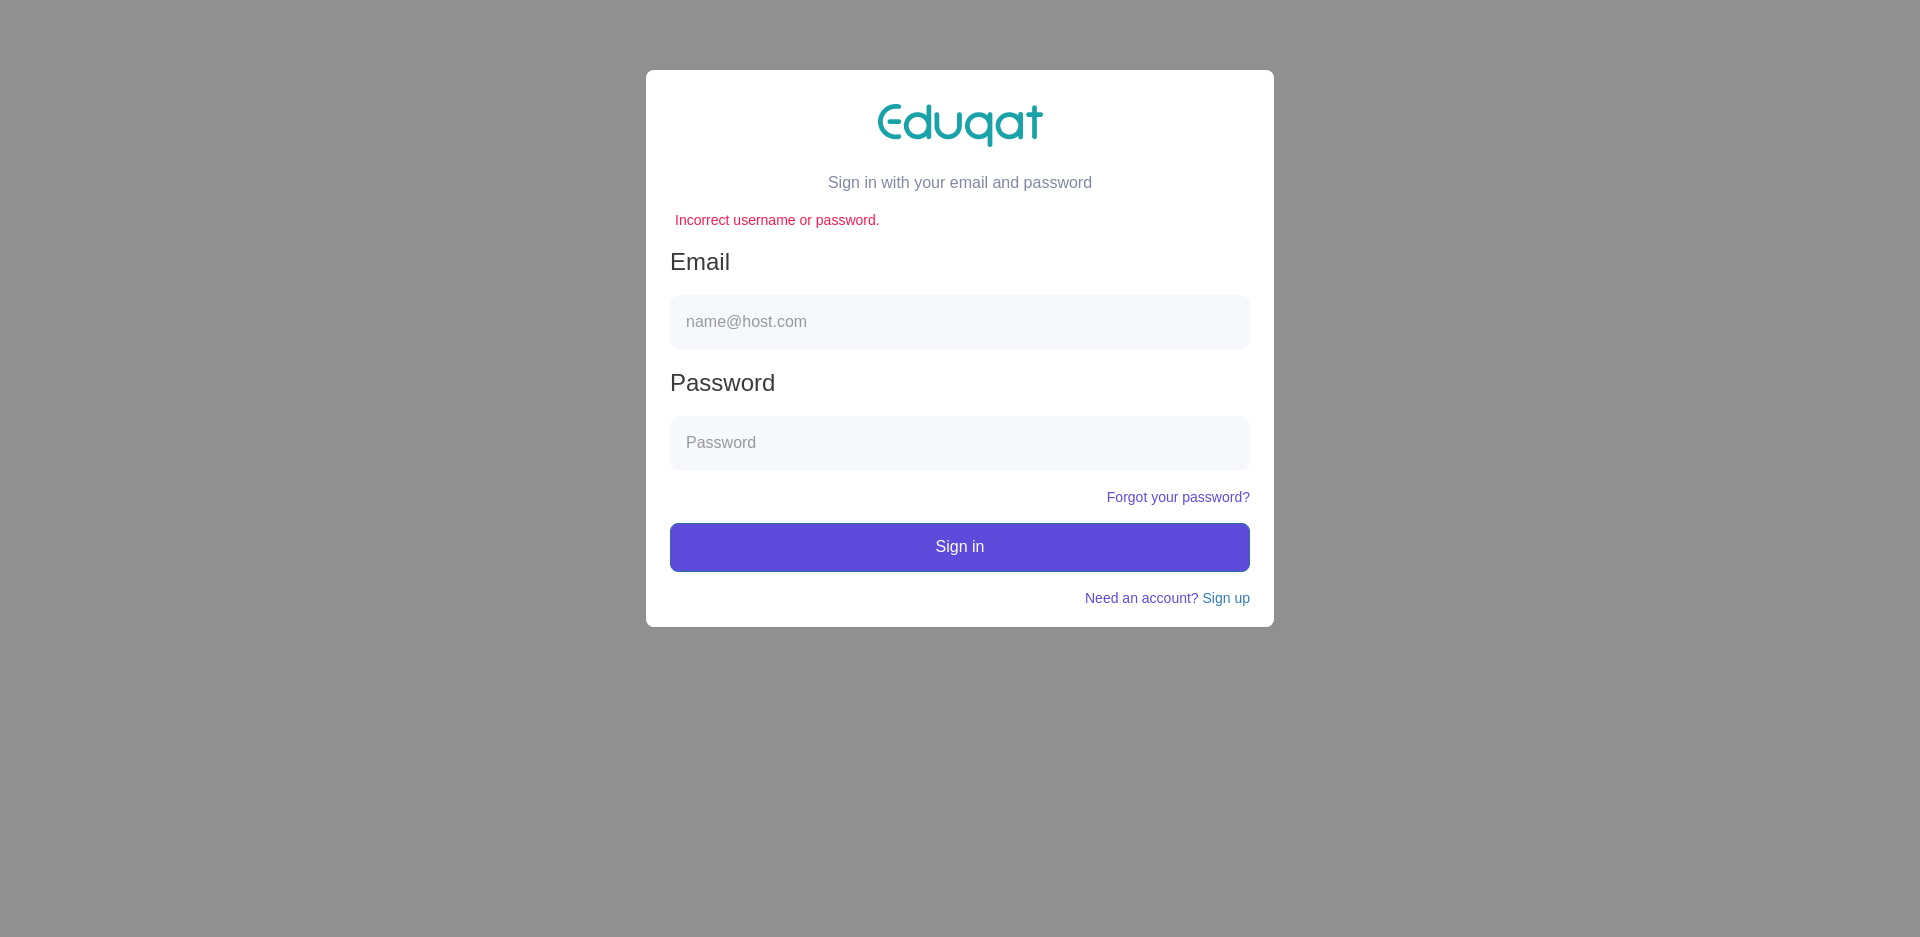 Eduqat
Sign in with your email and password
Incorrect username or password.
Email
name@host.com
Password
Password
Forgot your password?
Sign in
Need an account? Sign up